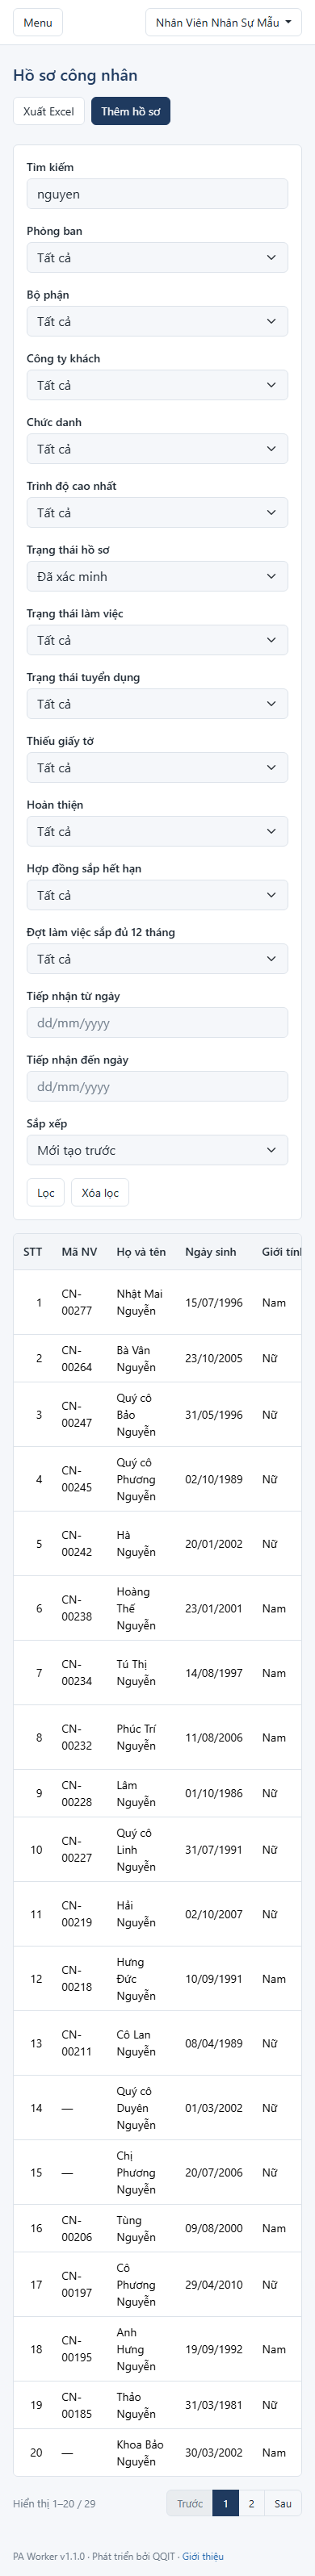 Menu
Nhân Viên Nhân Sự Mẫu
Hồ sơ công nhân
Xuất Excel
Thêm hồ sơ
Tìm kiếm
nguyen
Phòng ban
Tất cả
Bộ phận
Tất cả
Công ty khách
Tất cả
Chức danh
Tất cả
Trình độ cao nhất
Tất cả
Trạng thái hồ sơ
Đã xác minh
Trạng thái làm việc
Tất cả
Trạng thái tuyển dụng
Tất cả
Thiếu giấy tờ
Tất cả
Hoàn thiện
Tất cả
Hợp đồng sắp hết hạn
Tất cả
Đợt làm việc sắp đủ 12 tháng
Tất cả
Tiếp nhận từ ngày
dd/mm/yyyy
Tiếp nhận đến ngày
dd/mm/yyyy
Sắp xếp
Mới tạo trước
Lọc
Xóa lọc
STT Mã NV Họ và tên Ngày sinh Giới tính
1 CN-00277 Nhật Mai Nguyễn 15/07/1996 Nam
2 CN-00264 Bà Vân Nguyễn 23/10/2005 Nữ
3 CN-00247 Quý cô Bảo Nguyễn 31/05/1996 Nữ
4 CN-00245 Quý cô Phương Nguyễn 02/10/1989 Nữ
5 CN-00242 Hà Nguyễn 20/01/2002 Nữ
6 CN-00238 Hoàng Thế Nguyễn 23/01/2001 Nam
7 CN-00234 Tú Thị Nguyễn 14/08/1997 Nam
8 CN-00232 Phúc Trí Nguyễn 11/08/2006 Nam
9 CN-00228 Lâm Nguyễn 01/10/1986 Nữ
10 CN-00227 Quý cô Linh Nguyễn 31/07/1991 Nữ
11 CN-00219 Hải Nguyễn 02/10/2007 Nữ
12 CN-00218 Hưng Đức Nguyễn 10/09/1991 Nam
13 CN-00211 Cô Lan Nguyễn 08/04/1989 Nữ
14 — Quý cô Duyên Nguyễn 01/03/2002 Nữ
15 — Chị Phương Nguyễn 20/07/2006 Nữ
16 CN-00206 Tùng Nguyễn 09/08/2000 Nam
17 CN-00197 Cô Phương Nguyễn 29/04/2010 Nữ
18 CN-00195 Anh Hưng Nguyễn 19/09/1992 Nam
19 CN-00185 Thảo Nguyễn 31/03/1981 Nữ
20 — Khoa Bảo Nguyễn 30/03/2002 Nam
Hiển thị 1–20 / 29
Trước 1 2 Sau
PA Worker v1.1.0 · Phát triển bởi QQIT · Giới thiệu